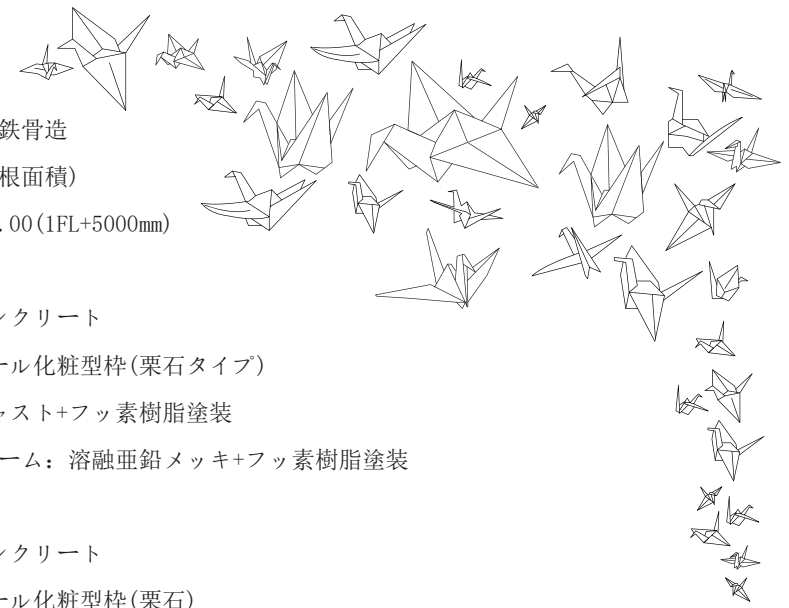 鉄骨造
根面積)
.00(1FL+5000㎜)
クリート
ール化粧型枠(栗石タイプ)
ャスト+フッ素樹脂塗装
ーム: 溶融亜鉛メッキ+フッ素樹脂塗装
クリート
ール化粧型枠(栗石)